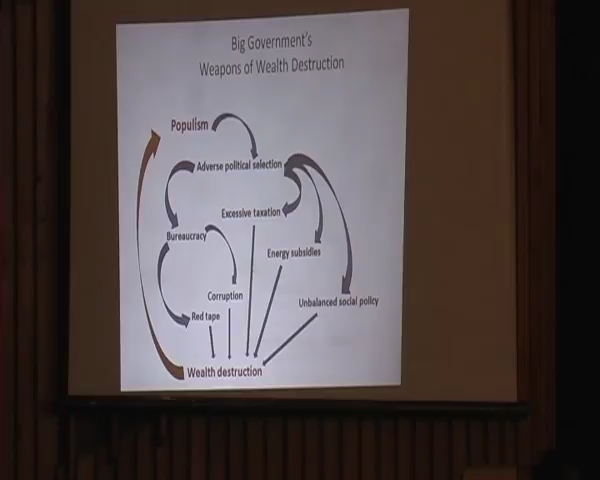 Big Government's
Weapons of Wealth Destruction
Populism
Adverse political selection
Excessive taxation
Bureaucracy
Energy subsidies
Corruption
Unbalanced social policy
Red tape
Wealth destruction